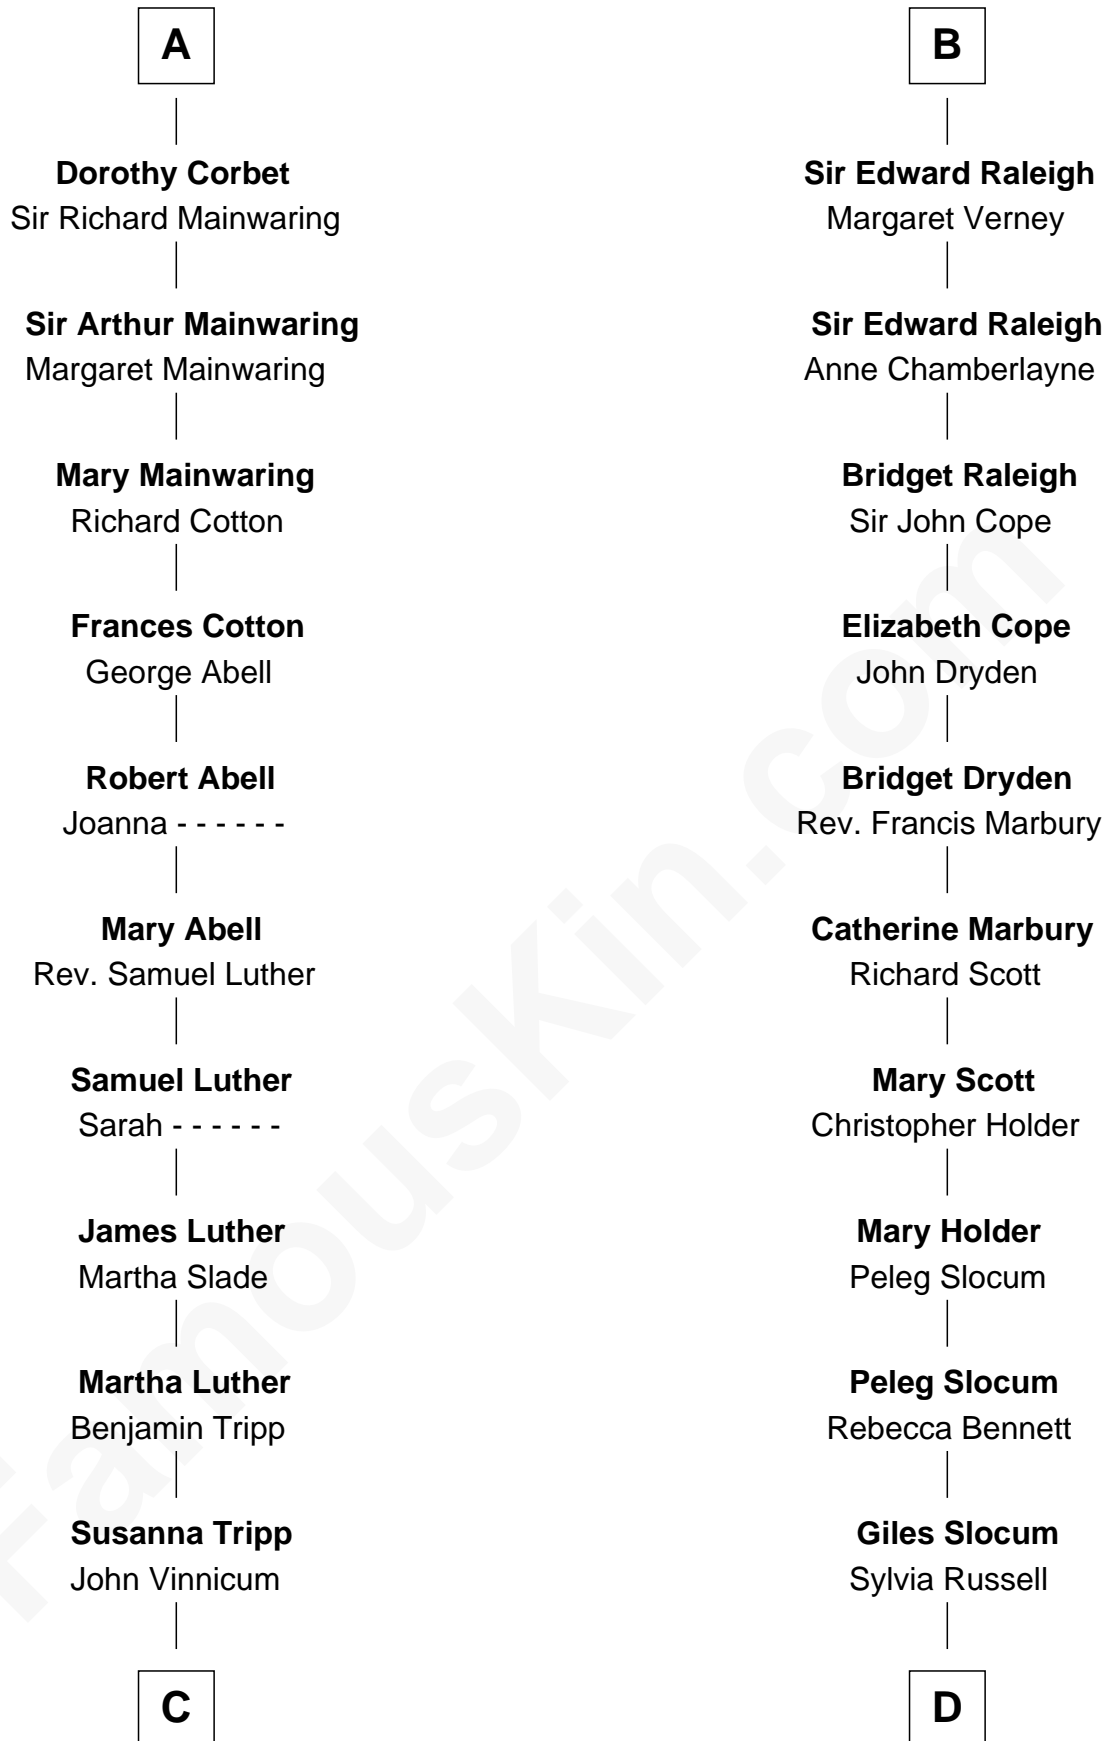 A
Dorothy Corbet
Sir Richard Mainwaring
Sir Arthur Mainwaring
Margaret Mainwaring
Mary Mainwaring
Richard Cotton
Frances Cotton
George Abell
Robert Abell
Joanna - - - - - -
Mary Abell
Rev. Samuel Luther
Samuel Luther
Sarah - - - - - -
James Luther
Martha Slade
Martha Luther
Benjamin Tripp
Susanna Tripp
John Vinnicum
C
B
Sir Edward Raleigh
Margaret Verney
Sir Edward Raleigh
Anne Chamberlayne
Bridget Raleigh
Sir John Cope
Elizabeth Cope
John Dryden
Bridget Dryden
Rev. Francis Marbury
Catherine Marbury
Richard Scott
Mary Scott
Christopher Holder
Mary Holder
Peleg Slocum
Peleg Slocum
Rebecca Bennett
Giles Slocum
Sylvia Russell
D
FamousKin.com